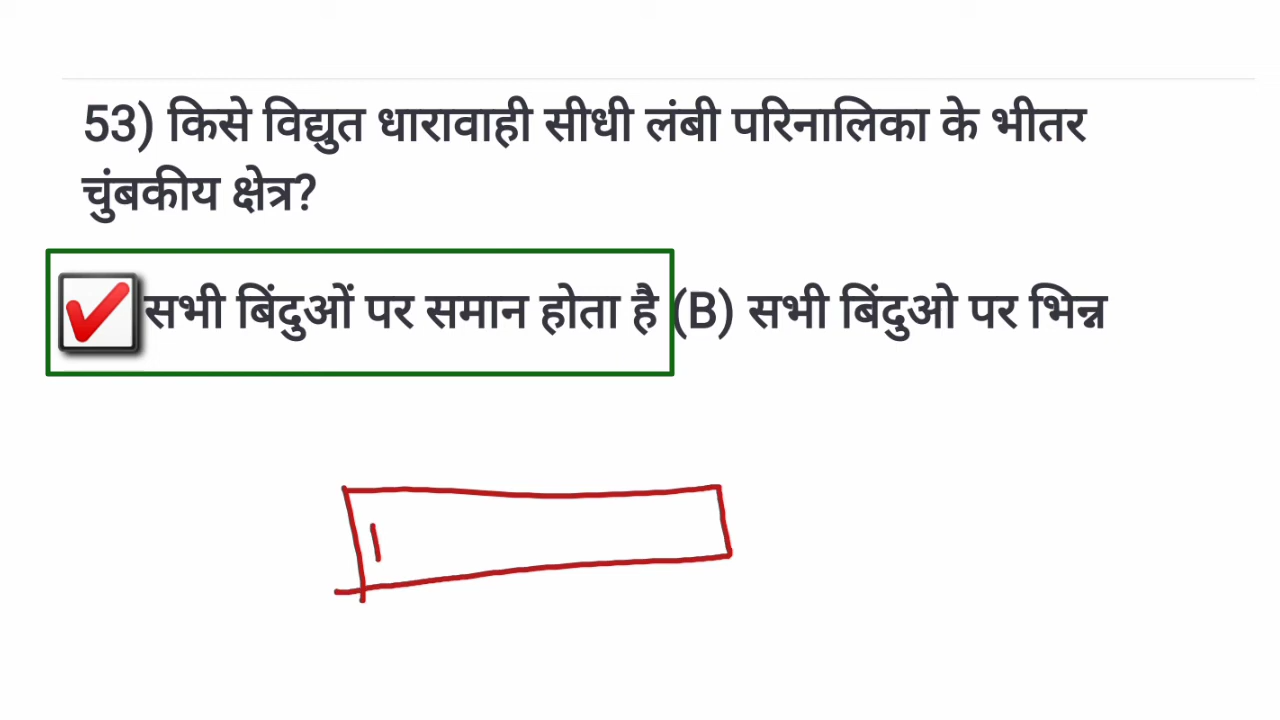 53) किसे विद्युत धारावाही सीधी लंबी परिनालिका के भीतर
चुंबकीय क्षेत्र?
सभी बिंदुओं पर समान होता है (B) सभी बिंदुओ पर भिन्न